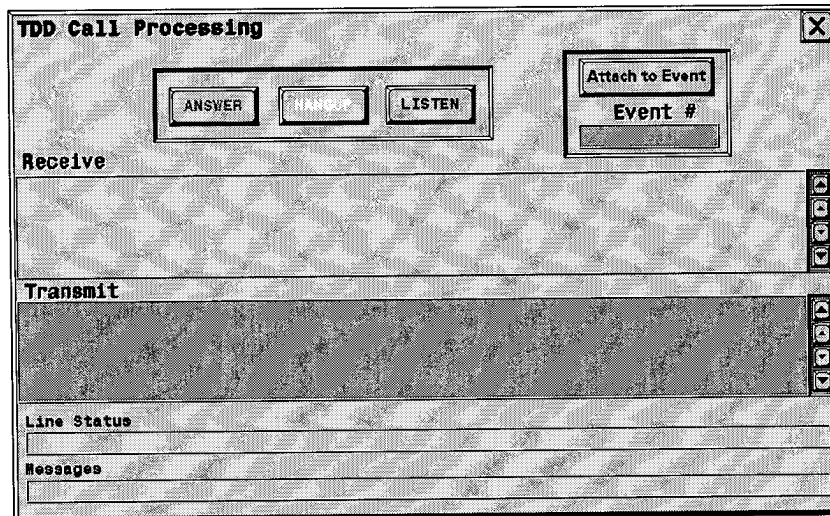 TDD Call Processing
ANSWER HANGUP LISTEN
Attach to Event
Event #
Receive
Transmit
Line Status
Messages